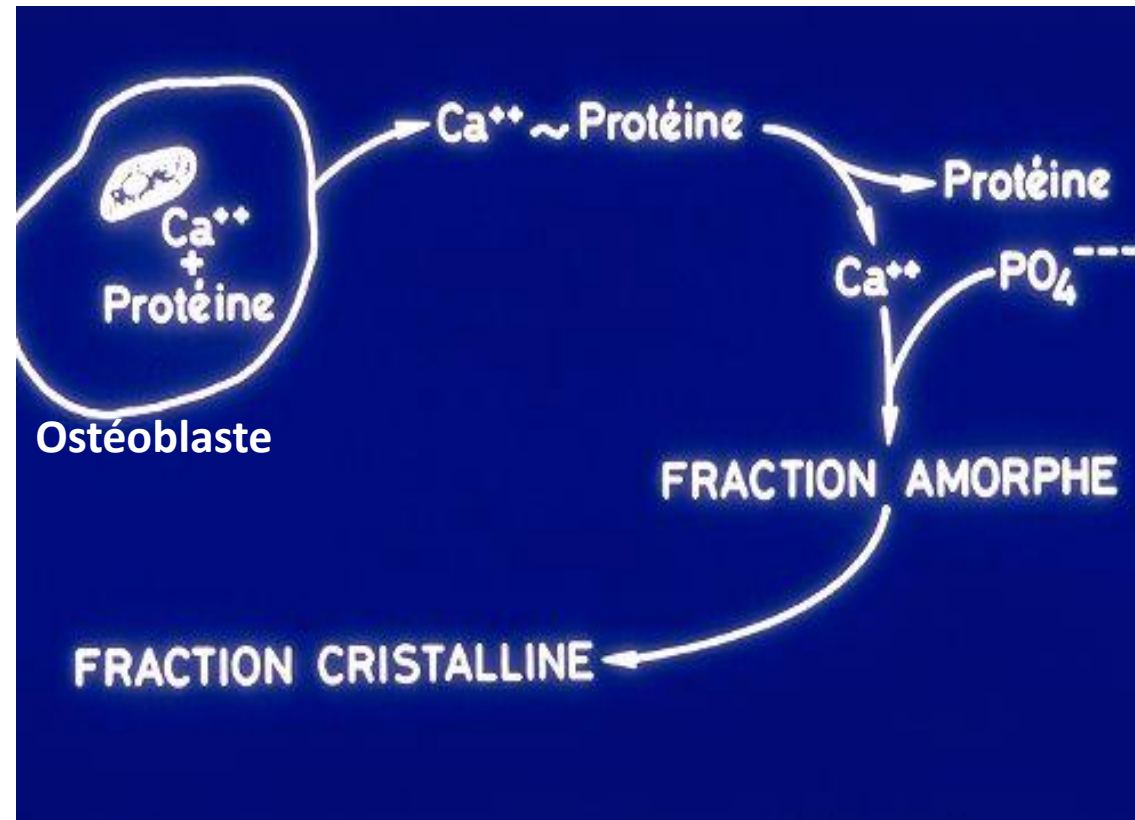 Ca⁺⁺ ~ Protéine
Protéine
Ca⁺⁺
+
Protéine
Ca⁺⁺
PO₄⁻⁻⁻
Ostéoblaste
FRACTION AMORPHE
FRACTION CRISTALLINE